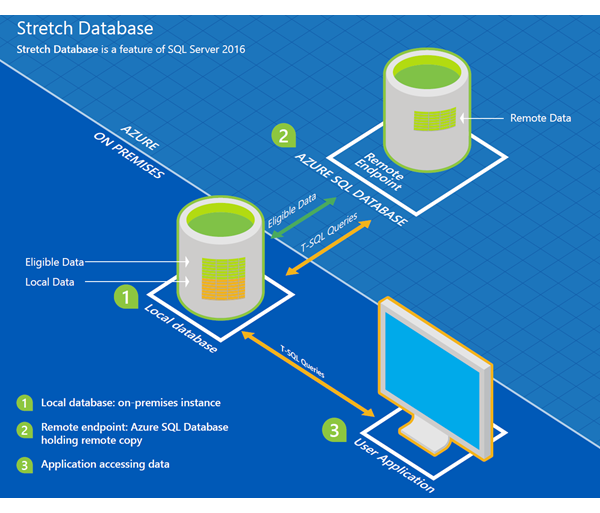 Stretch Database
Stretch Database is a feature of SQL Server 2016
AZURE
ON PREMISES
2
Remote Data
Remote
Endpoint
AZURE SQL DATABASE
Eligible Data
T-SQL Queries
Eligible Data
Local Data
1
Local database
T-SQL Queries
3
User Application
1 Local database: on-premises instance
2 Remote endpoint: Azure SQL Database
holding remote copy
3 Application accessing data